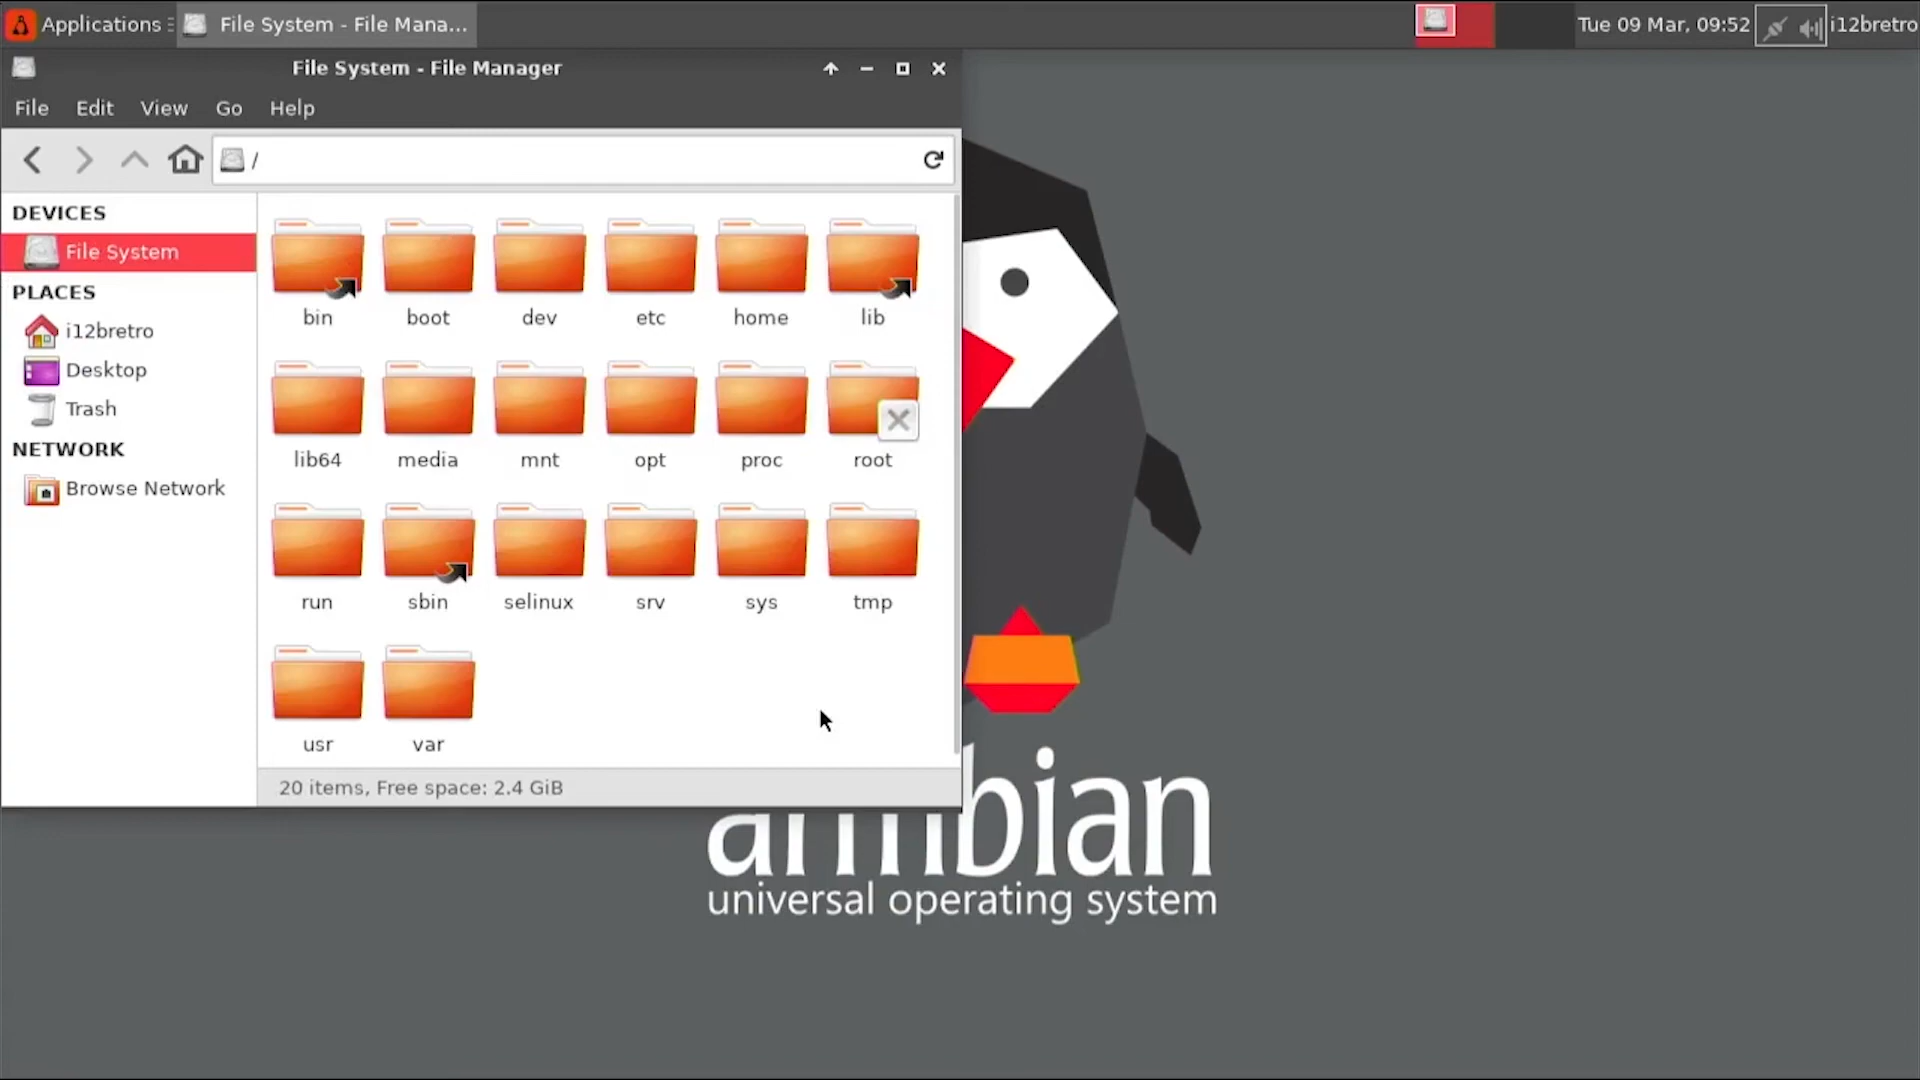 Applications
File System - File Mana...
Tue 09 Mar, 09:52
i12bretro
File System - File Manager
File Edit View Go Help
/
DEVICES
File System
PLACES
i12bretro
Desktop
Trash
NETWORK
Browse Network
bin boot dev etc home lib
lib64 media mnt opt proc root
run sbin selinux srv sys tmp
usr var
20 items, Free space: 2.4 GiB
armbian
universal operating system